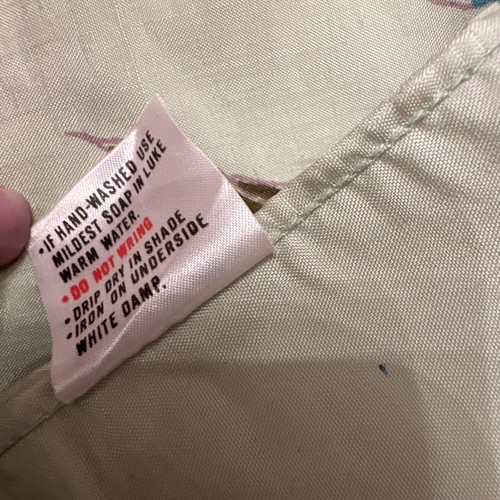 •IF HAND-WASHED USE
MILDEST SOAP IN LUKE
WARM WATER.
•DO NOT WRING
•DRIP DRY IN SHADE
•IRON ON UNDERSIDE
WHITE DAMP.